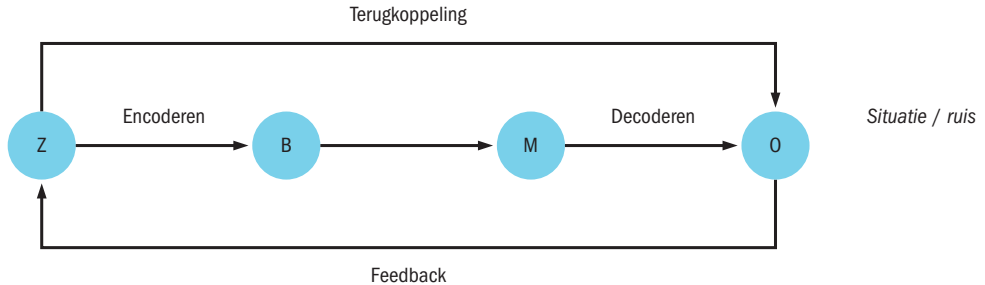 Terugkoppeling
Encoderen
Decoderen
Situatie / ruis
Z
B
M
O
Feedback